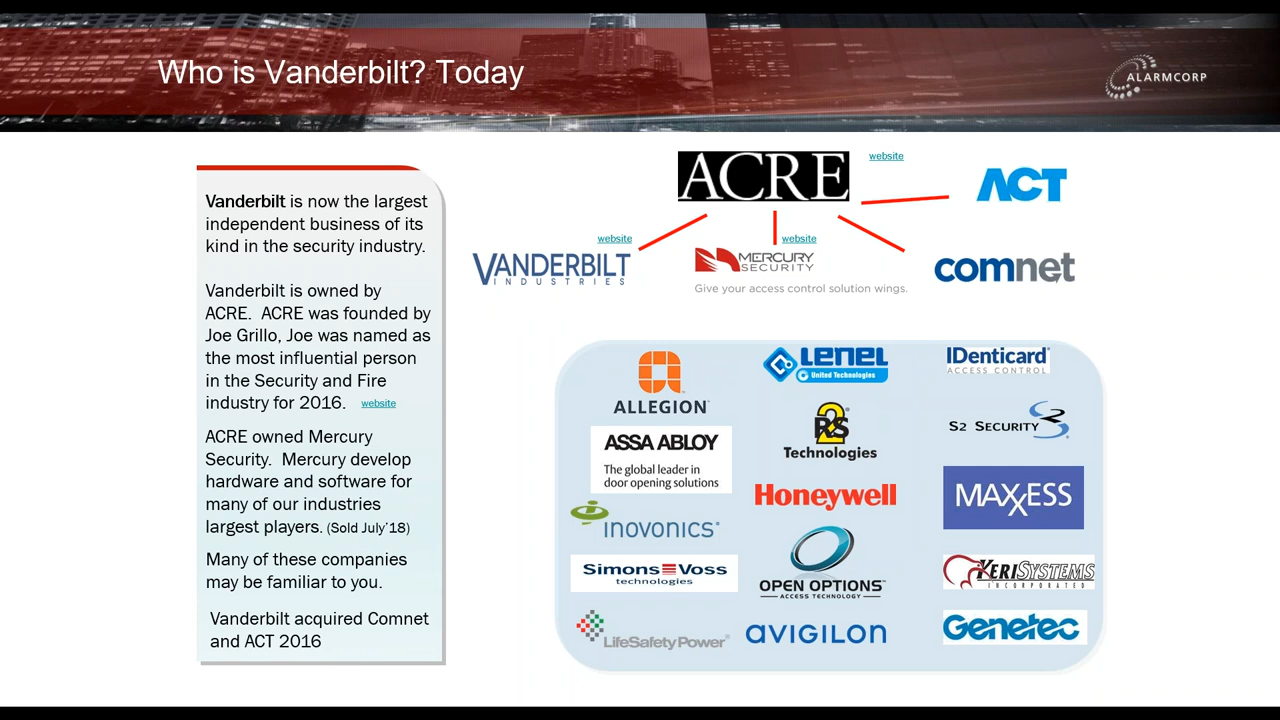 Who is Vanderbilt? Today
ALARMCORP
Vanderbilt is now the largest
independent business of its
kind in the security industry.
Vanderbilt is owned by
ACRE.  ACRE was founded by
Joe Grillo, Joe was named as
the most influential person
in the Security and Fire
industry for 2016.  website
ACRE owned Mercury
Security.  Mercury develop
hardware and software for
many of our industries
largest players. (Sold July'18)
Many of these companies
may be familiar to you.
Vanderbilt acquired Comnet
and ACT 2016
ACRE
website
ACT
website
VANDERBILT
INDUSTRIES
website
MERCURY
SECURITY
Give your access control solution wings.
comnet
ALLEGION™
ASSA ABLOY
The global leader in
door opening solutions
inovonics®
Simons Voss
technologies
LifeSafetyPower®
LENEL
United Technologies
R2S
Technologies
Honeywell
OPEN OPTIONS™
ACCESS TECHNOLOGY
AVIGILON
IDenticard®
ACCESS CONTROL
S2 SECURITY®
MAXXESS
KERISYSTEMS
INCORPORATED
Genetec